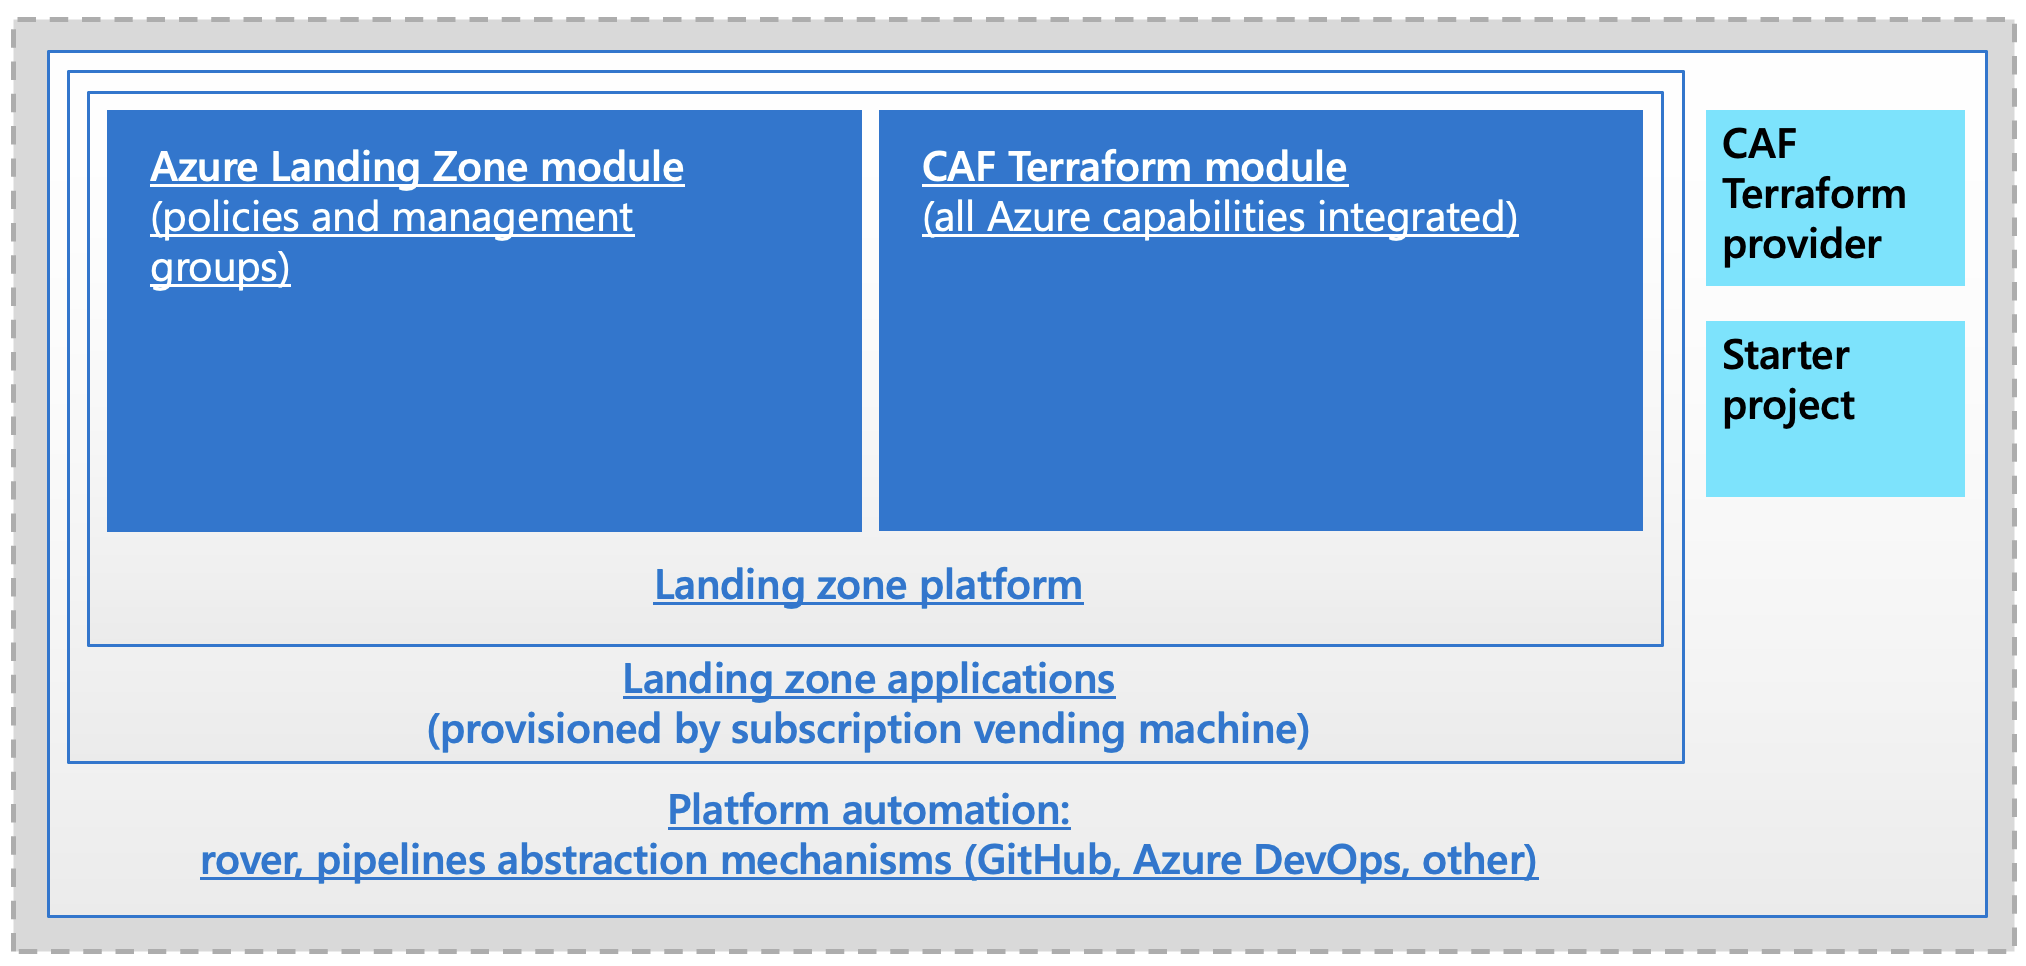 Azure Landing Zone module
(policies and management
groups)
CAF Terraform module
(all Azure capabilities integrated)
CAF
Terraform
provider
Starter
project
Landing zone platform
Landing zone applications
(provisioned by subscription vending machine)
Platform automation:
rover, pipelines abstraction mechanisms (GitHub, Azure DevOps, other)